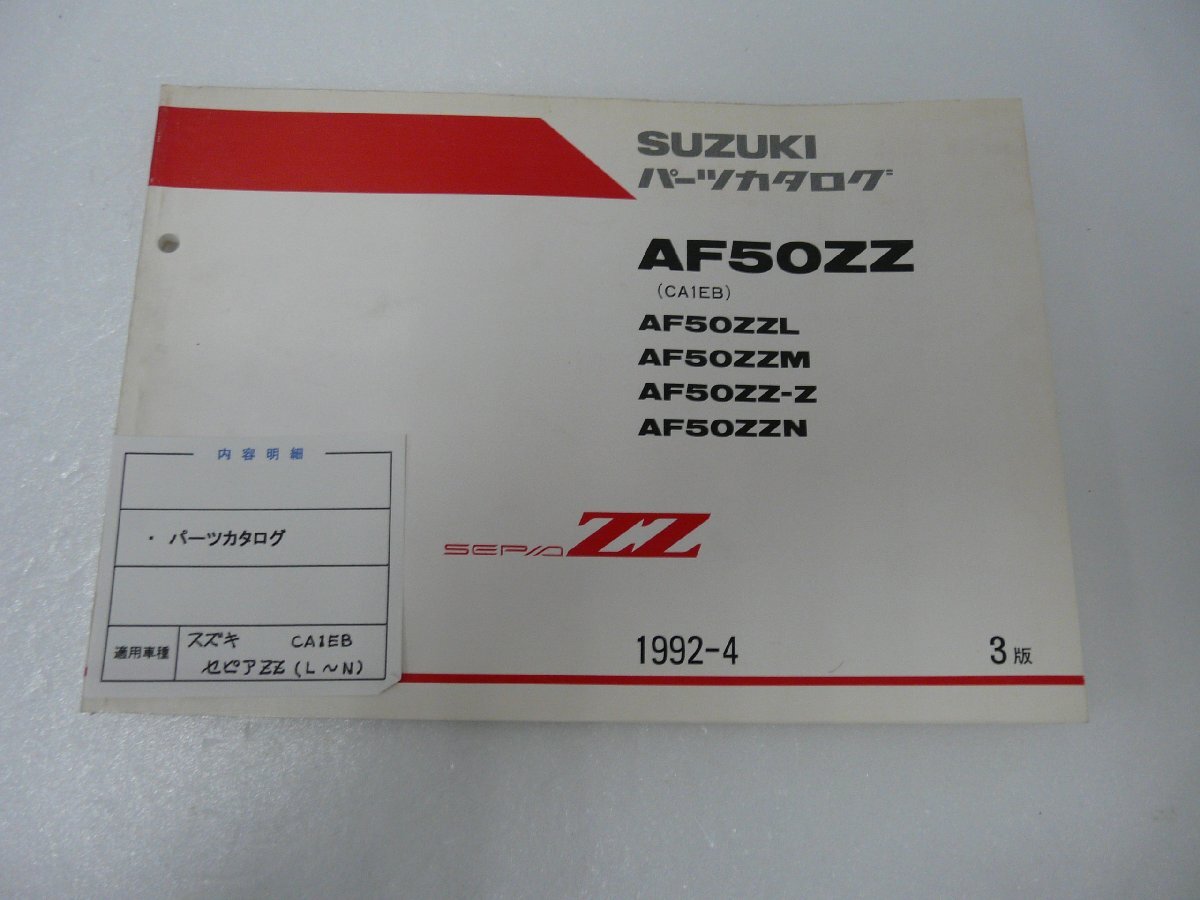 SUZUKI
パーツカタログ
AF50ZZ
(CA1EB)
AF50ZZL
AF50ZZM
AF50ZZ-Z
AF50ZZN
SEPIA ZZ
1992-4 3版
内容明細
・ パーツカタログ
適用車種 スズキ CA1EB
セピアZZ (L〜N)